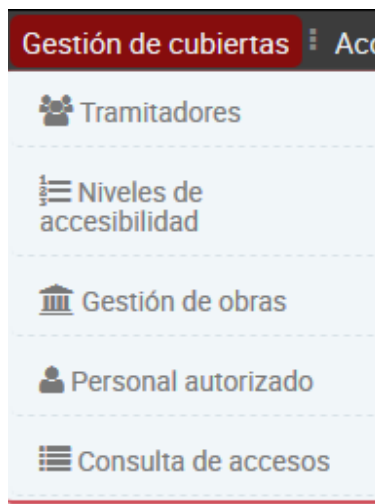 Gestión de cubiertas
Tramitadores
Niveles de
accesibilidad
Gestión de obras
Personal autorizado
Consulta de accesos